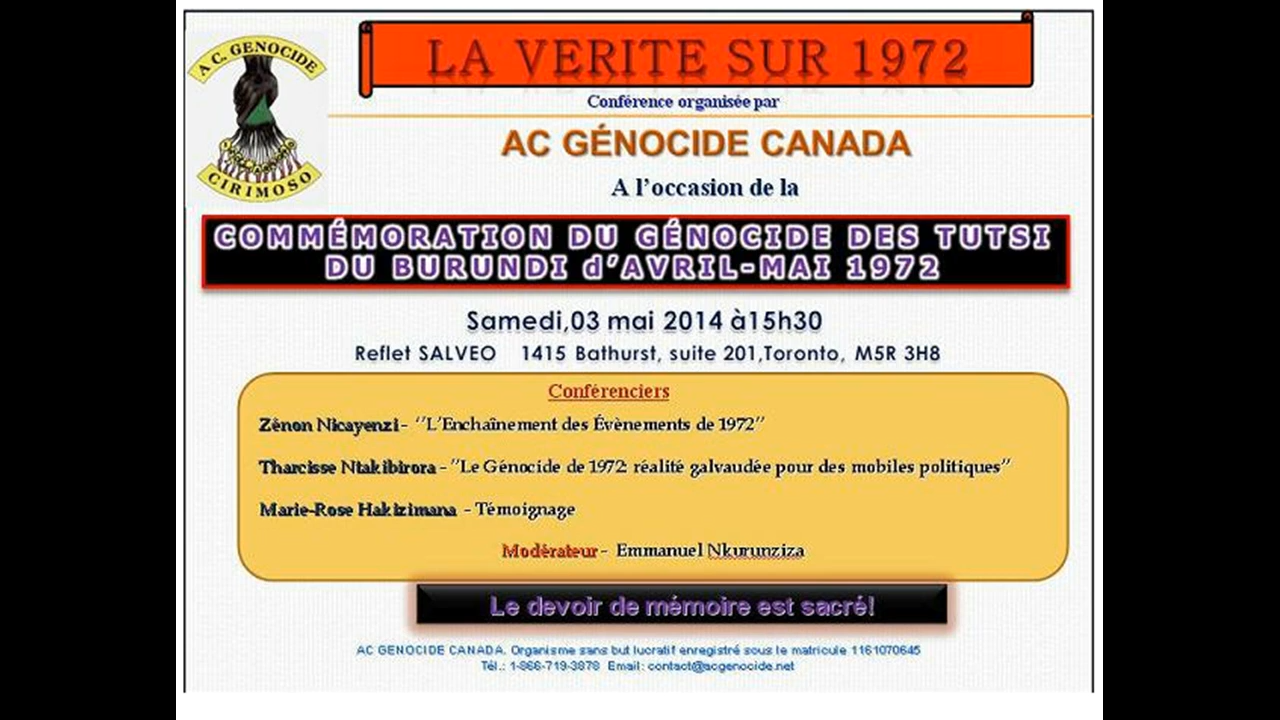 A C. GENOCIDE
CIRIMOSO
LA VERITE SUR 1972
Conférence organisée par
AC GÉNOCIDE CANADA
A l'occasion de la
COMMÉMORATION DU GÉNOCIDE DES TUTSI
DU BURUNDI d'AVRIL-MAI 1972
Samedi,03 mai 2014 à15h30
Reflet SALVEO 1415 Bathurst, suite 201,Toronto, M5R 3H8
Conférenciers
Zénon Nicayenzi - ‘‘L'Enchaînement des Évènements de 1972’’
Tharcisse Ntakibirora - ‘‘Le Génocide de 1972: réalité galvaudée pour des mobiles politiques’’
Marie-Rose Hakizimana - Témoignage
Modérateur - Emmanuel Nkurunziza
Le devoir de mémoire est sacré!
AC GENOCIDE CANADA. Organisme sans but lucratif enregistré sous le matricule 1161070645
Tél.: 1-866-719-3878 Email: contact@acgenocide.net